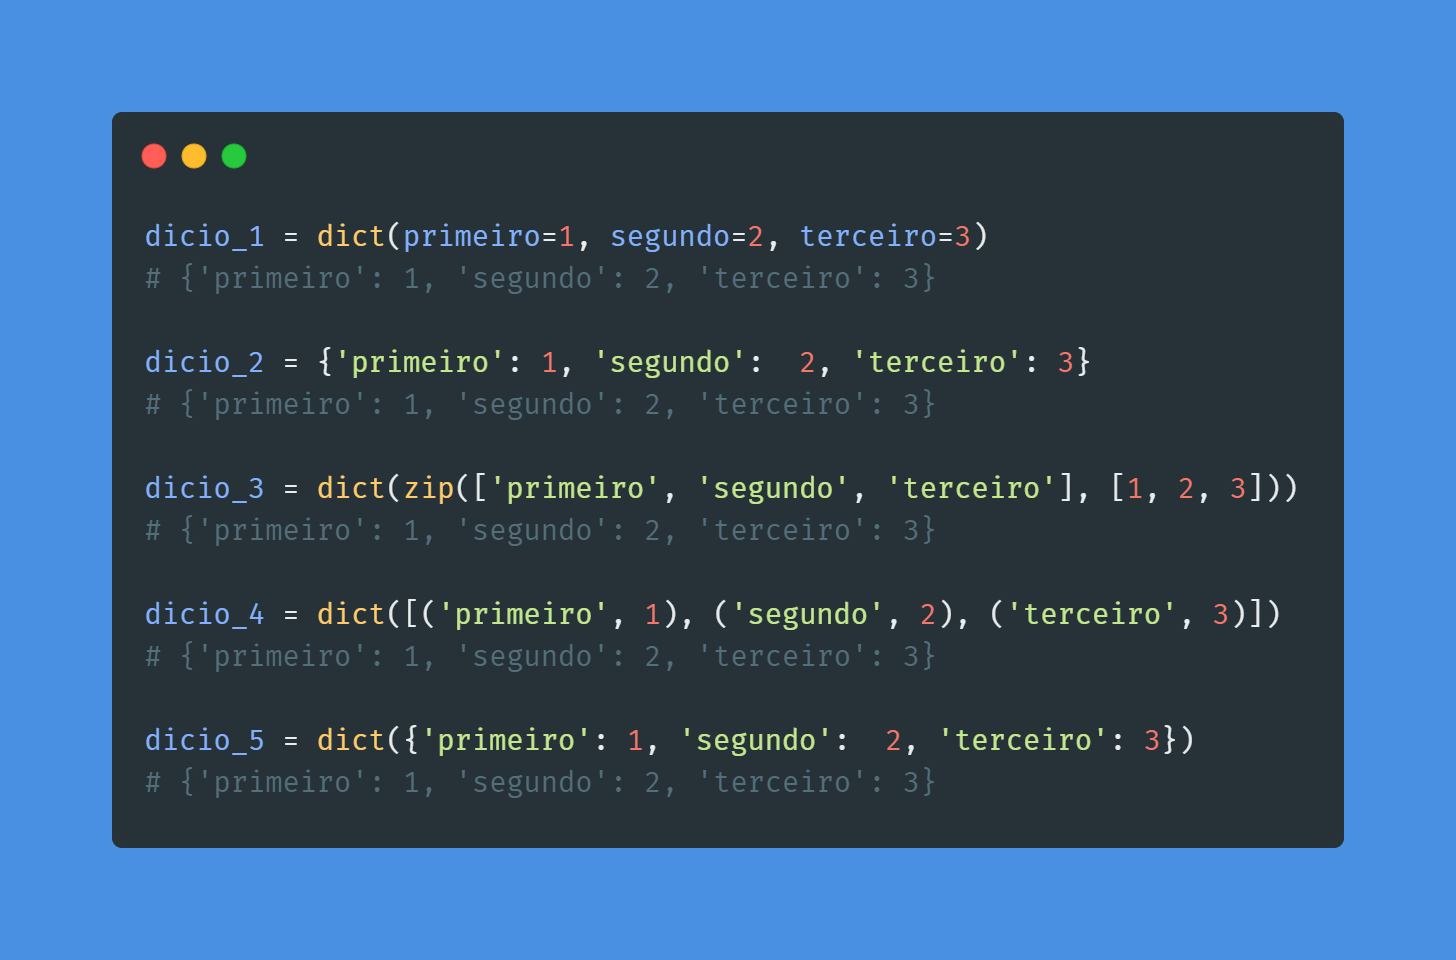 dicio_1 = dict(primeiro=1, segundo=2, terceiro=3)
# {'primeiro': 1, 'segundo': 2, 'terceiro': 3}
dicio_2 = {'primeiro': 1, 'segundo':  2, 'terceiro': 3}
# {'primeiro': 1, 'segundo': 2, 'terceiro': 3}
dicio_3 = dict(zip(['primeiro', 'segundo', 'terceiro'], [1, 2, 3]))
# {'primeiro': 1, 'segundo': 2, 'terceiro': 3}
dicio_4 = dict([('primeiro', 1), ('segundo', 2), ('terceiro', 3)])
# {'primeiro': 1, 'segundo': 2, 'terceiro': 3}
dicio_5 = dict({'primeiro': 1, 'segundo':  2, 'terceiro': 3})
# {'primeiro': 1, 'segundo': 2, 'terceiro': 3}